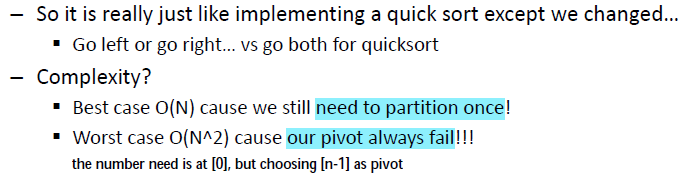 – So it is really just like implementing a quick sort except we changed…
▪ Go left or go right… vs go both for quicksort
– Complexity?
▪ Best case O(N) cause we still need to partition once!
▪ Worst case O(N^2) cause our pivot always fail!!!
the number need is at [0], but choosing [n-1] as pivot